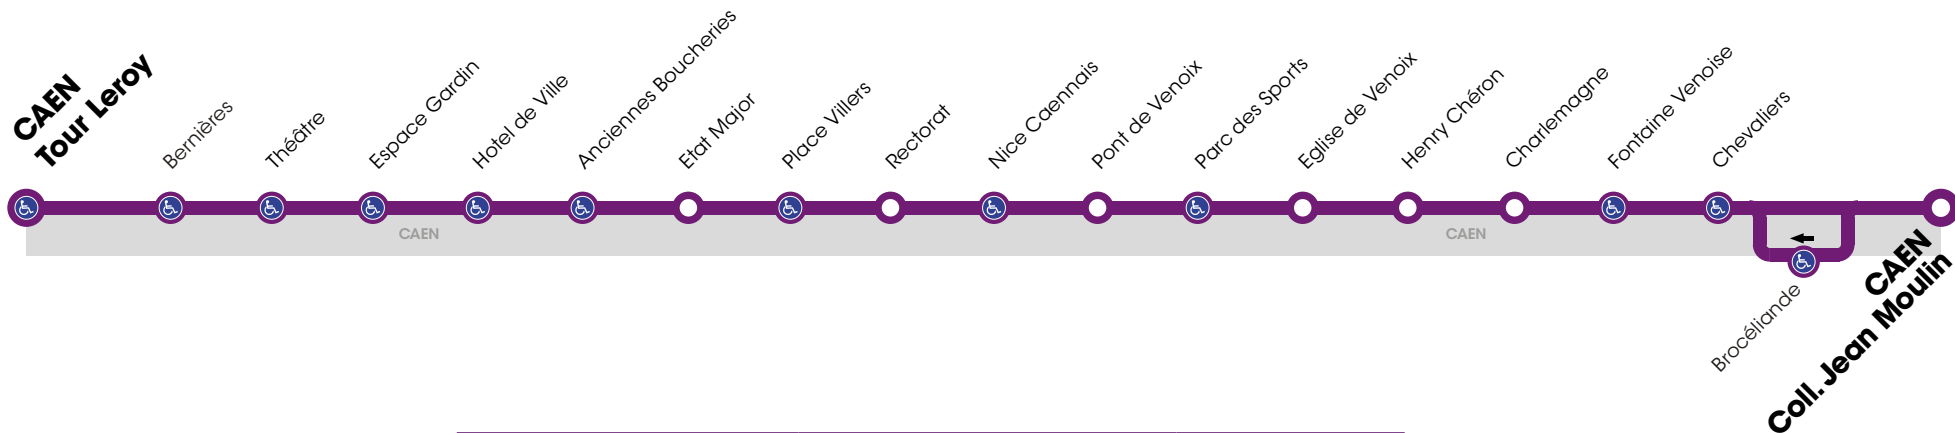 CAEN
Tour Leroy
Bernières
Théâtre
Espace Gardin
Hotel de Ville
Anciennes Boucheries
Etat Major
Place Villers
Rectorat
Nice Caennais
Pont de Venoix
Parc des Sports
Eglise de Venoix
Henry Chéron
Charlemagne
Fontaine Venoise
Chevaliers
CAEN
CAEN
Brocéliande
CAEN
Coll. Jean Moulin